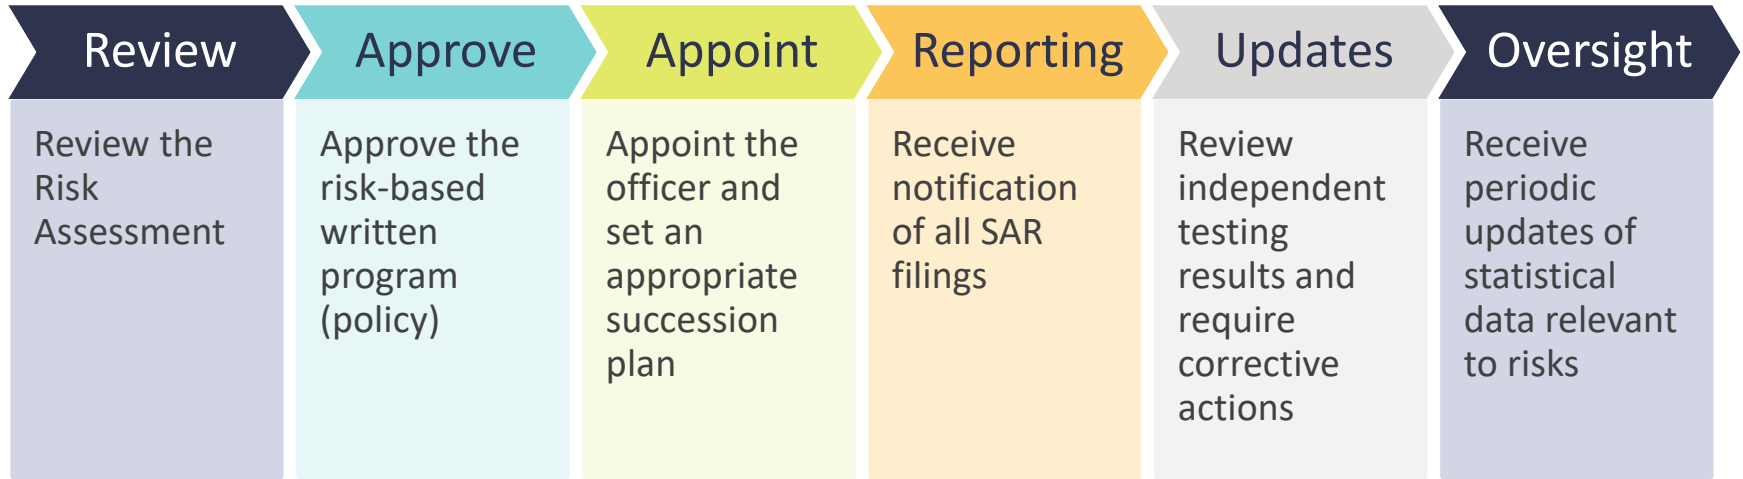 Review
Review the
Risk
Assessment
Approve
Approve the
risk-based
written
program
(policy)
Appoint
Appoint the
officer and
set an
appropriate
succession
plan
Reporting
Receive
notification
of all SAR
filings
Updates
Review
independent
testing
results and
require
corrective
actions
Oversight
Receive
periodic
updates of
statistical
data relevant
to risks